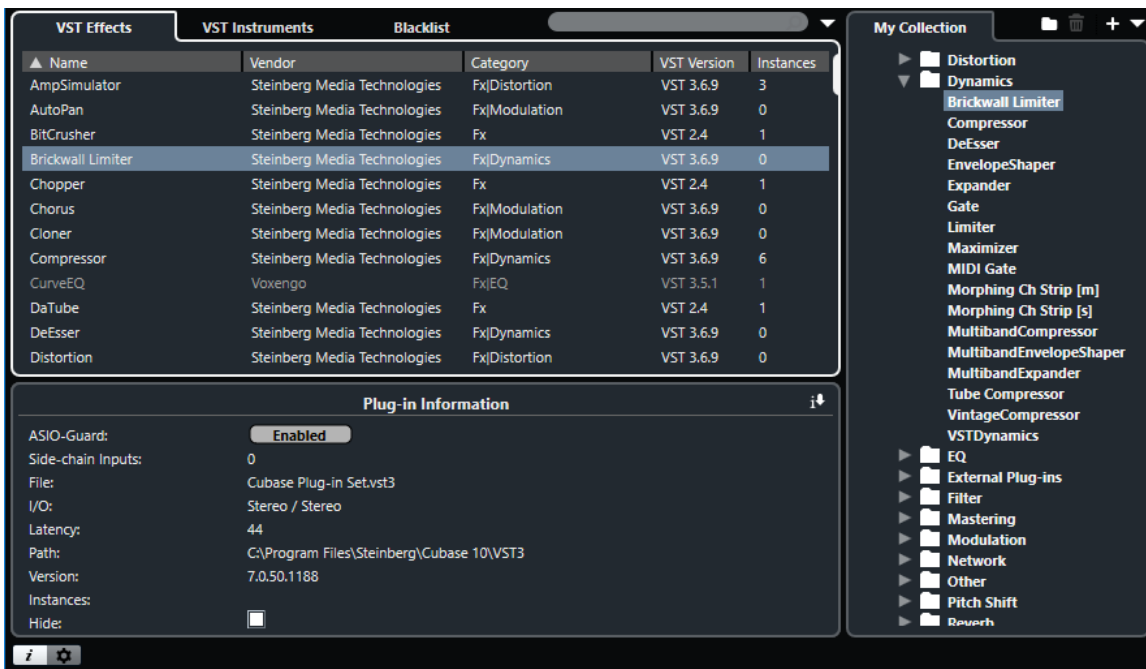 VST Effects VST Instruments Blacklist
Name Vendor Category VST Version Instances
AmpSimulator Steinberg Media Technologies Fx|Distortion VST 3.6.9 3
AutoPan Steinberg Media Technologies Fx|Modulation VST 3.6.9 0
BitCrusher Steinberg Media Technologies Fx VST 2.4 1
Brickwall Limiter Steinberg Media Technologies Fx|Dynamics VST 3.6.9 0
Chopper Steinberg Media Technologies Fx VST 2.4 1
Chorus Steinberg Media Technologies Fx|Modulation VST 3.6.9 0
Cloner Steinberg Media Technologies Fx|Modulation VST 3.6.9 0
Compressor Steinberg Media Technologies Fx|Dynamics VST 3.6.9 6
CurveEQ Voxengo Fx|EQ VST 3.5.1 1
DaTube Steinberg Media Technologies Fx VST 2.4 1
DeEsser Steinberg Media Technologies Fx|Dynamics VST 3.6.9 0
Distortion Steinberg Media Technologies Fx|Distortion VST 3.6.9 0
Plug-in Information
ASIO-Guard: Enabled
Side-chain Inputs: 0
File: Cubase Plug-in Set.vst3
I/O: Stereo / Stereo
Latency: 44
Path: C:\Program Files\Steinberg\Cubase 10\VST3
Version: 7.0.50.1188
Instances:
Hide:
My Collection
Distortion
Dynamics
Brickwall Limiter
Compressor
DeEsser
EnvelopeShaper
Expander
Gate
Limiter
Maximizer
MIDI Gate
Morphing Ch Strip [m]
Morphing Ch Strip [s]
MultibandCompressor
MultibandEnvelopeShaper
MultibandExpander
Tube Compressor
VintageCompressor
VSTDynamics
EQ
External Plug-ins
Filter
Mastering
Modulation
Network
Other
Pitch Shift
Reverb